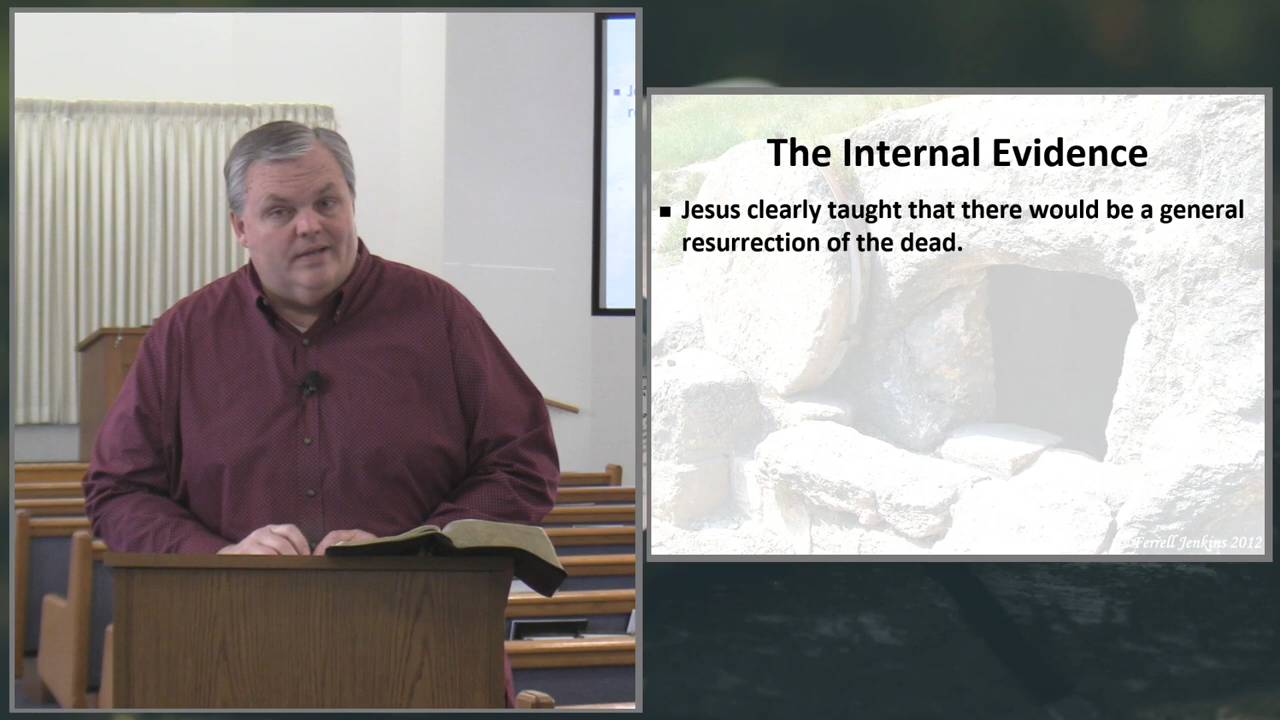 The Internal Evidence
▪ Jesus clearly taught that there would be a general
resurrection of the dead.
©Ferrell Jenkins 2012